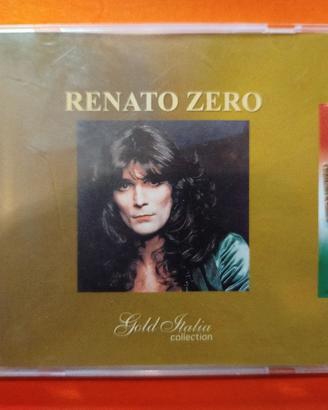 RENATO ZERO
Gold Italia
collection